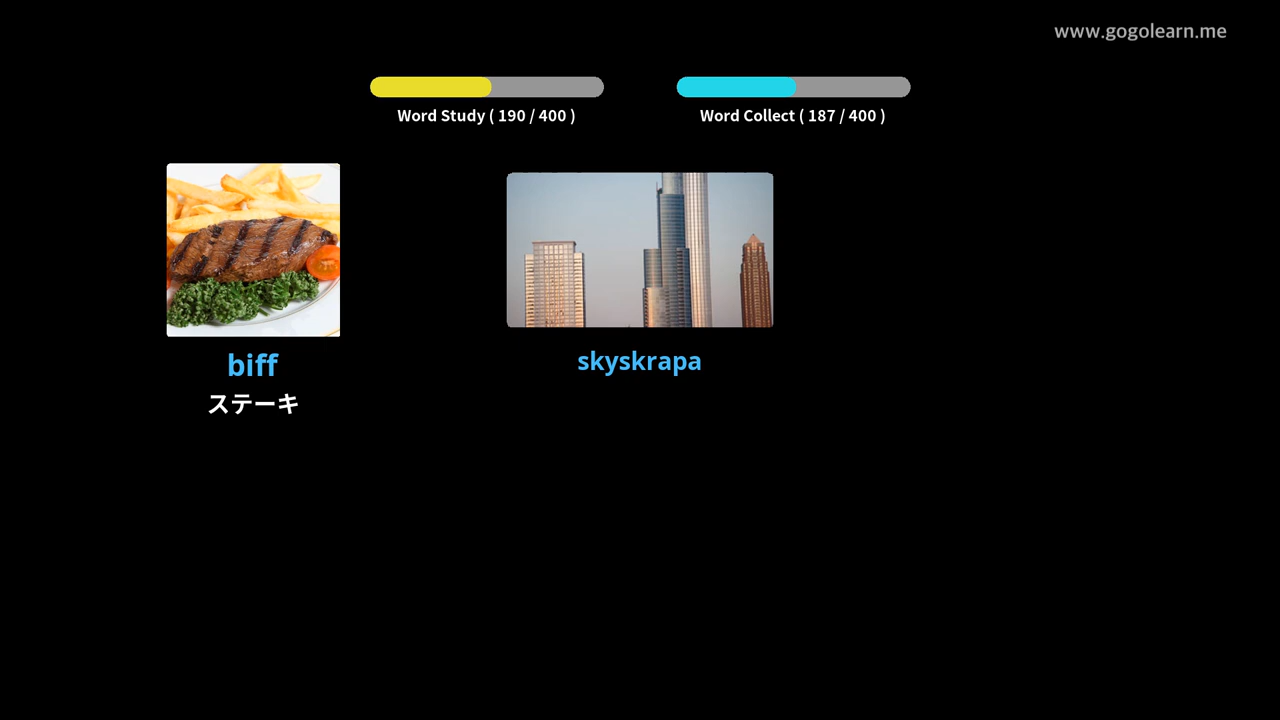 www.gogolearn.me
Word Study ( 190 / 400 )
Word Collect ( 187 / 400 )
biff
ステーキ
skyskrapa